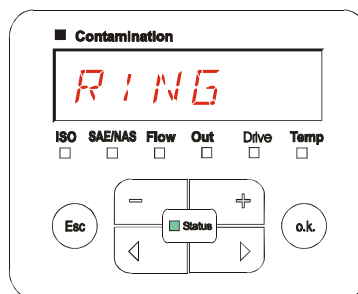 Contamination
RING
ISO SAE/NAS Flow Out Drive Temp
− +
Esc Status o.k.